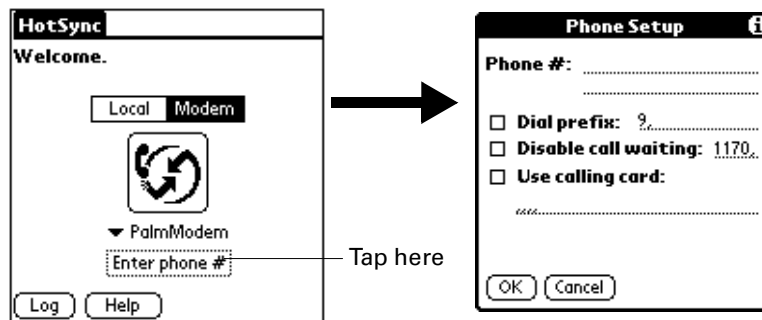 HotSync
Welcome.
Local Modem
PalmModem
Enter phone #
Log Help
Tap here
Phone Setup i
Phone #:
Dial prefix: 9,
Disable call waiting: 1170,
Use calling card:
,,,,
OK Cancel